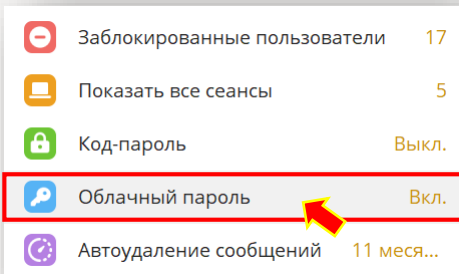 Заблокированные пользователи 17
Показать все сеансы 5
Код-пароль Выкл.
Облачный пароль Вкл.
Автоудаление сообщений 11 меся...